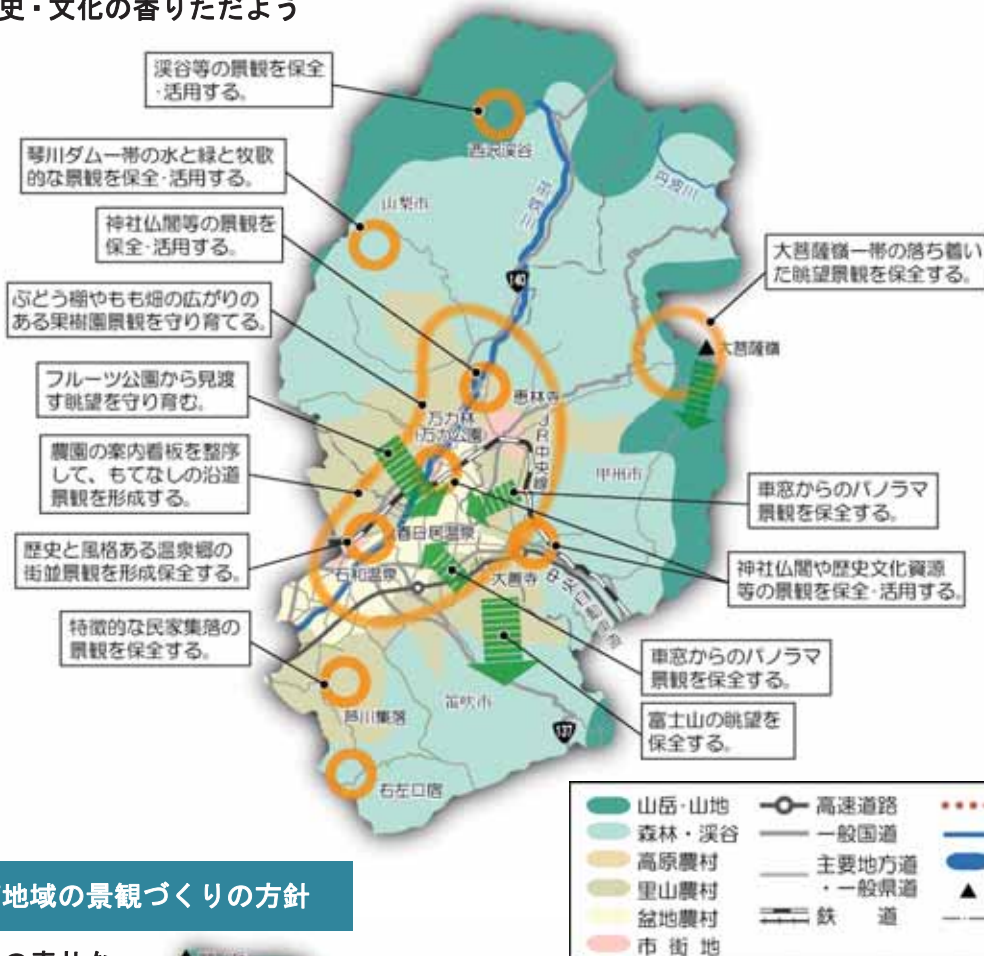 史・文化の香りただよう
渓谷等の景観を保全
・活用する。
琴川ダム一帯の水と緑と牧歌
的な景観を保全・活用する。
神社仏閣等の景観を
保全・活用する。
ぶどう棚やもも畑の広がりの
ある果樹園景観を守り育てる。
フルーツ公園から見渡
す眺望を守り育む。
農園の案内看板を整序
して、もてなしの沿道
景観を形成する。
歴史と風格ある温泉郷の
街並景観を形成保全する。
特徴的な民家集落の
景観を保全する。
大菩薩嶺一帯の落ち着い
た眺望景観を保全する。
車窓からのパノラマ
景観を保全する。
神社仏閣や歴史文化資源
等の景観を保全・活用する。
車窓からのパノラマ
景観を保全する。
富士山の眺望を
保全する。
西沢渓谷
山梨市
笛吹川
丹波川
140
大菩薩嶺
恵林寺
万力林
(万力公園)
JR中央線
甲州市
春日居温泉
石和温泉
大善寺
中央自動車道
笛吹市
芦川集落
137
右左口宿
山岳・山地
森林・渓谷
高原農村
里山農村
盆地農村
市街地
高速道路
一般国道
主要地方道
・一般県道
鉄 道
地域の景観づくりの方針